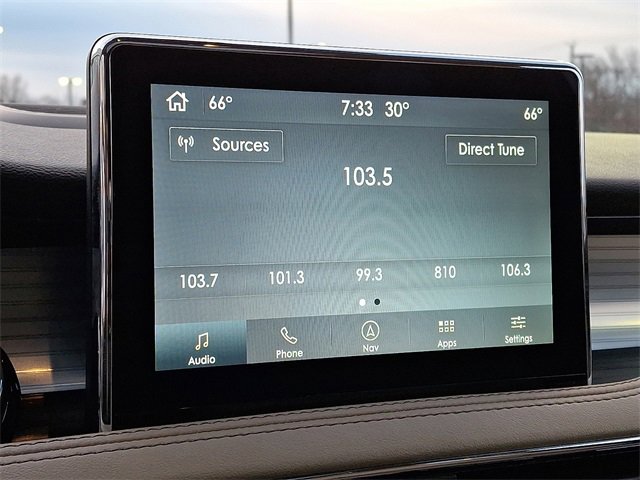 66° 7:33 30° 66°
Sources Direct Tune
103.5
103.7 101.3 99.3 810 106.3
Audio Phone Nav Apps Settings